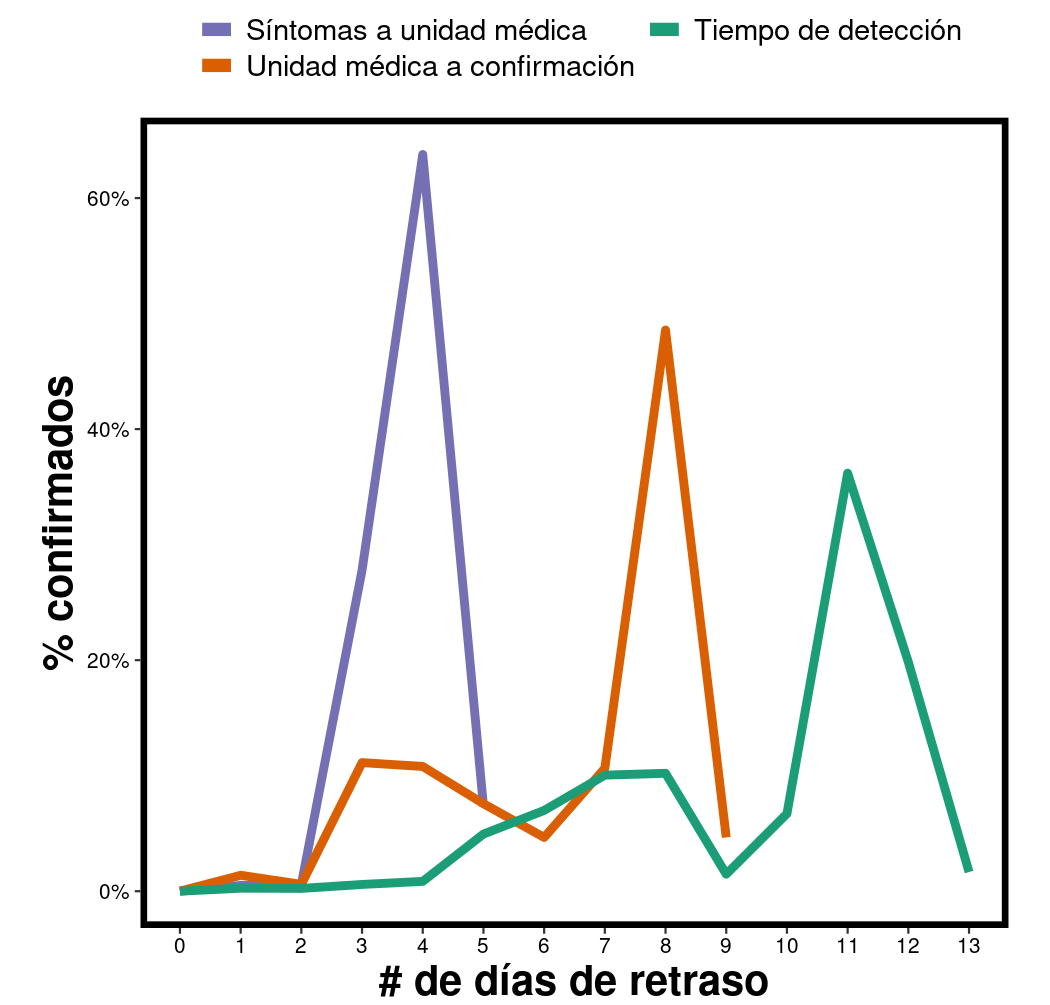 Síntomas a unidad médica
Tiempo de detección
Unidad médica a confirmación
% confirmados
60%
40%
20%
0%
0 1 2 3 4 5 6 7 8 9 10 11 12 13
# de días de retraso